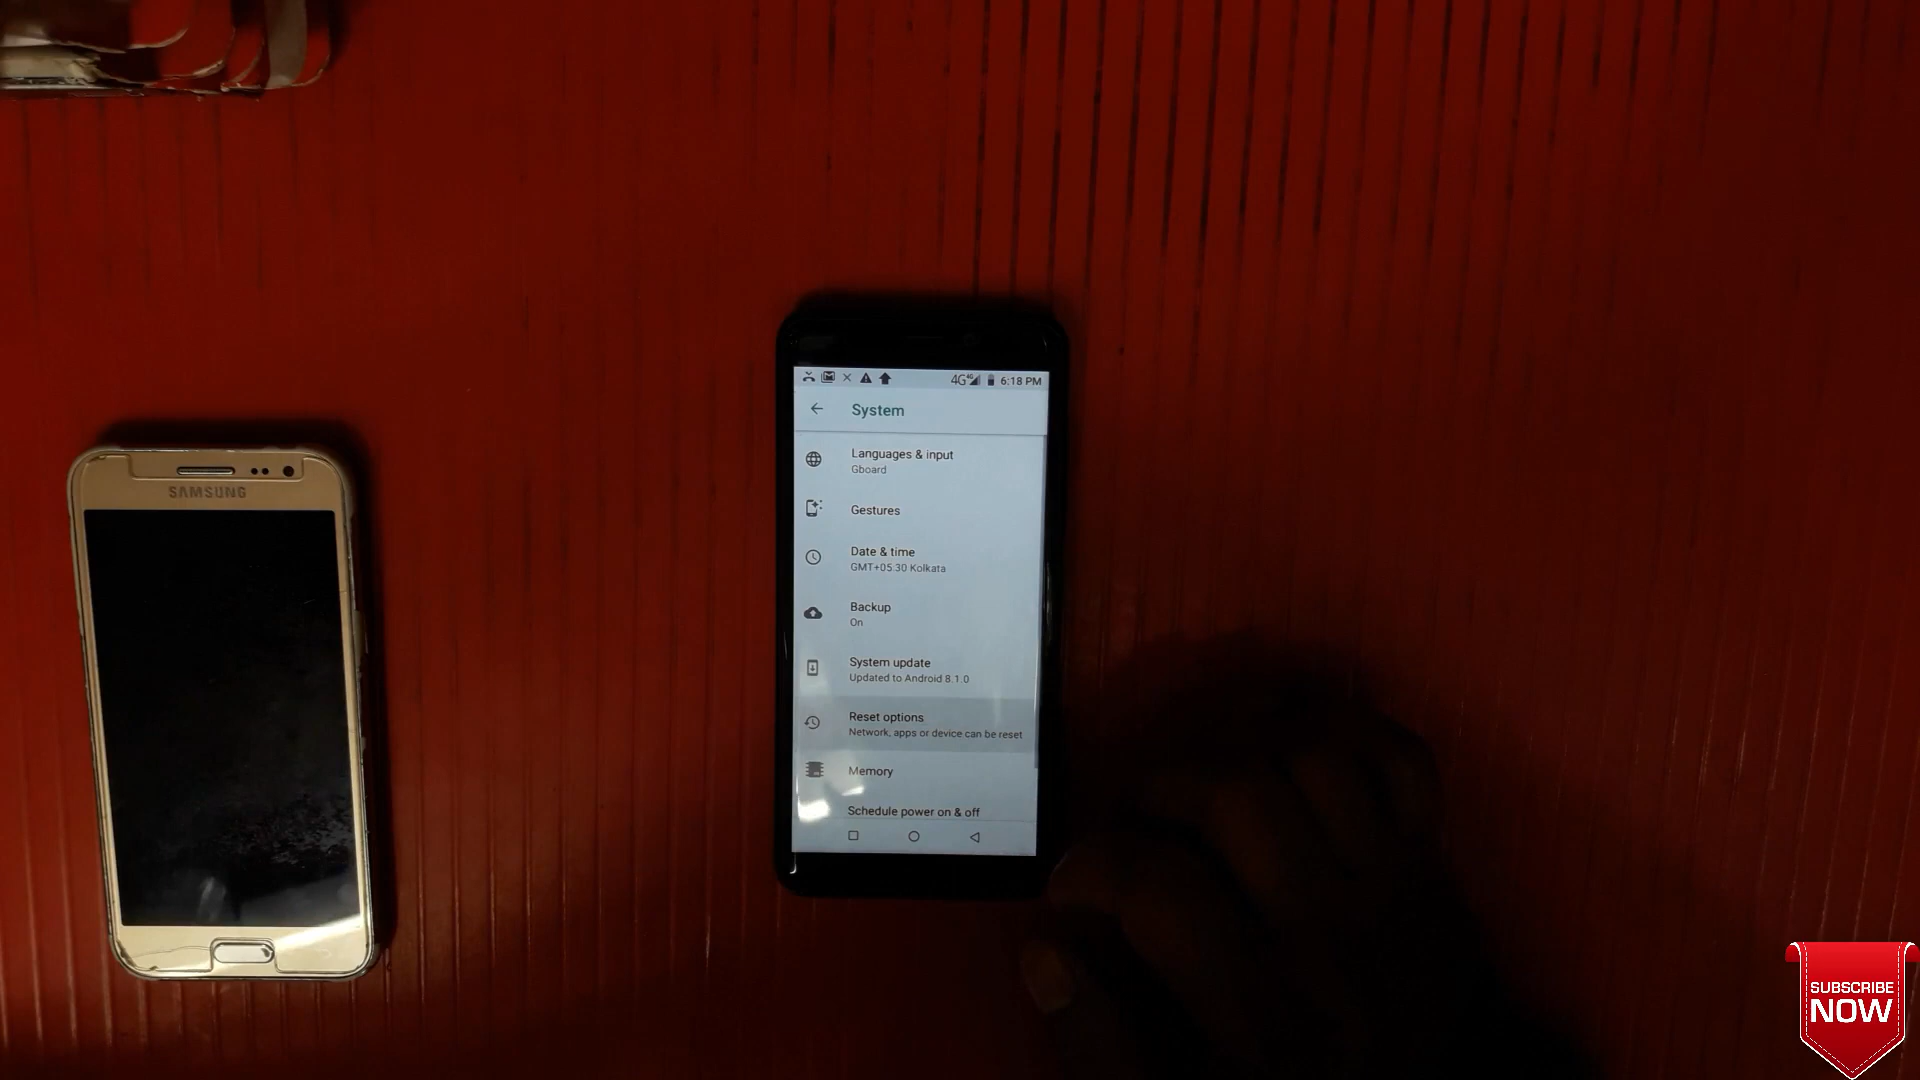 SAMSUNG
4G 4G 6:18 PM
System
Languages & input
Gboard
Gestures
Date & time
GMT+05:30 Kolkata
Backup
On
System update
Updated to Android 8.1.0
Reset options
Network, apps or device can be reset
Memory
Schedule power on & off
SUBSCRIBE
NOW